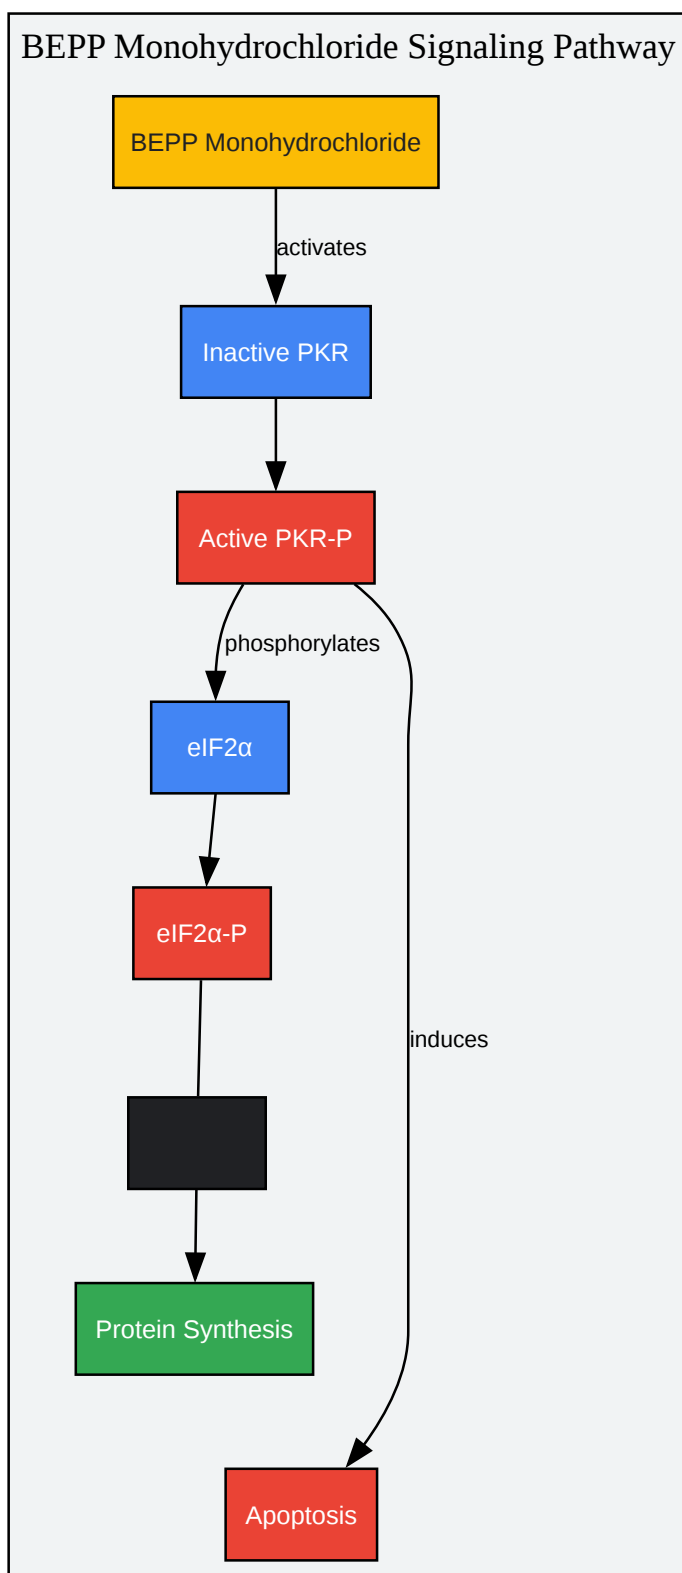 BEPP Monohydrochloride Signaling Pathway
BEPP Monohydrochloride
activates
Inactive PKR
Active PKR-P
phosphorylates
eIF2α
eIF2α-P
induces
Protein Synthesis
Apoptosis